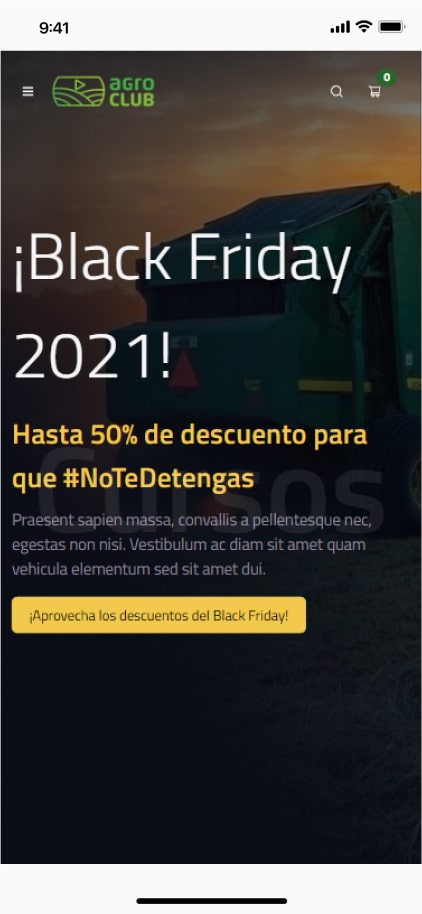 9:41
agro
CLUB
0
¡Black Friday
2021!
Hasta 50% de descuento para
que #NoTeDetengas
Cursos
Praesent sapien massa, convallis a pellentesque nec,
egestas non nisi. Vestibulum ac diam sit amet quam
vehicula elementum sed sit amet dui.
¡Aprovecha los descuentos del Black Friday!